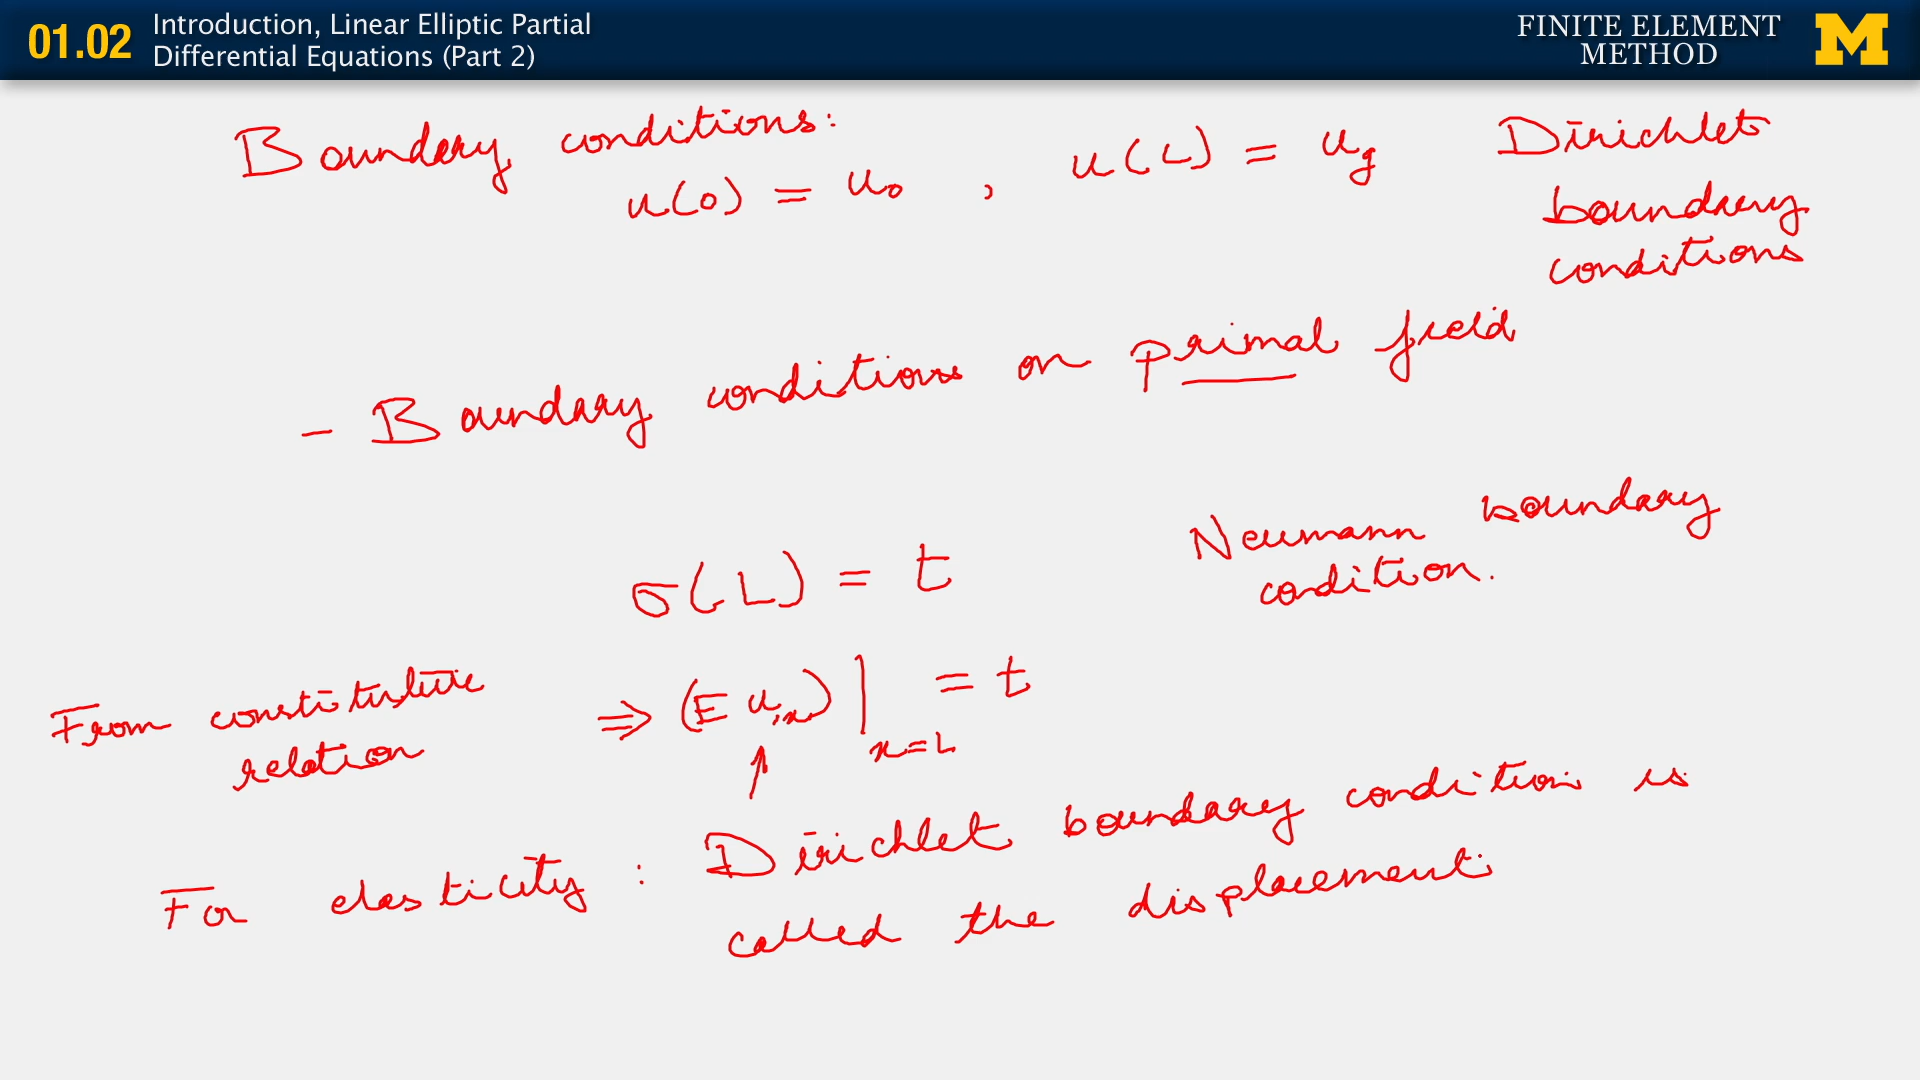 01.02
Introduction, Linear Elliptic Partial
Differential Equations (Part 2)
FINITE ELEMENT
METHOD
M
Boundary conditions:
u(0) = u₀ , u(L) = u_g
Dirichlet
boundary
conditions
- Boundary conditions on primal field
σ(L) = t
Neumann boundary
condition.
From constitutive
relation
⇒ (E u,x)|x=L = t
↑
For elasticity : Dirichlet boundary condition is
called the displacement